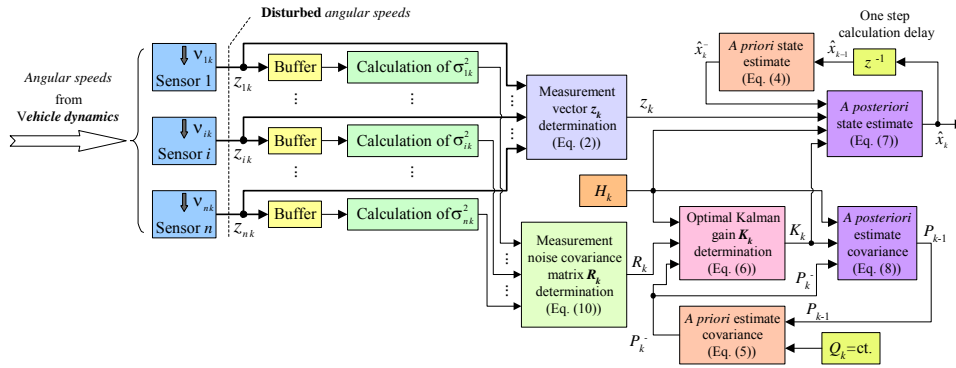 Disturbed angular speeds
One step
calculation delay
Angular speeds
from
Vehicle dynamics
ν1k
Sensor 1
z1k
Buffer
Calculation of σ²1k
νik
Sensor i
zik
Buffer
Calculation of σ²ik
νnk
Sensor n
znk
Buffer
Calculation of σ²nk
...
...
...
...
...
...
Measurement
vector zk
determination
(Eq. (2))
zk
x̂k⁻
A priori state
estimate
(Eq. (4))
x̂k–1
z⁻¹
A posteriori
state estimate
(Eq. (7))
x̂k
Hk
Measurement
noise covariance
matrix Rk
determination
(Eq. (10))
Rk
Optimal Kalman
gain Kk
determination
(Eq. (6))
Kk
A posteriori
estimate
covariance
(Eq. (8))
Pk-1
Pk⁻
Pk-1
Pk⁻
A priori estimate
covariance
(Eq. (5))
Qk=ct.